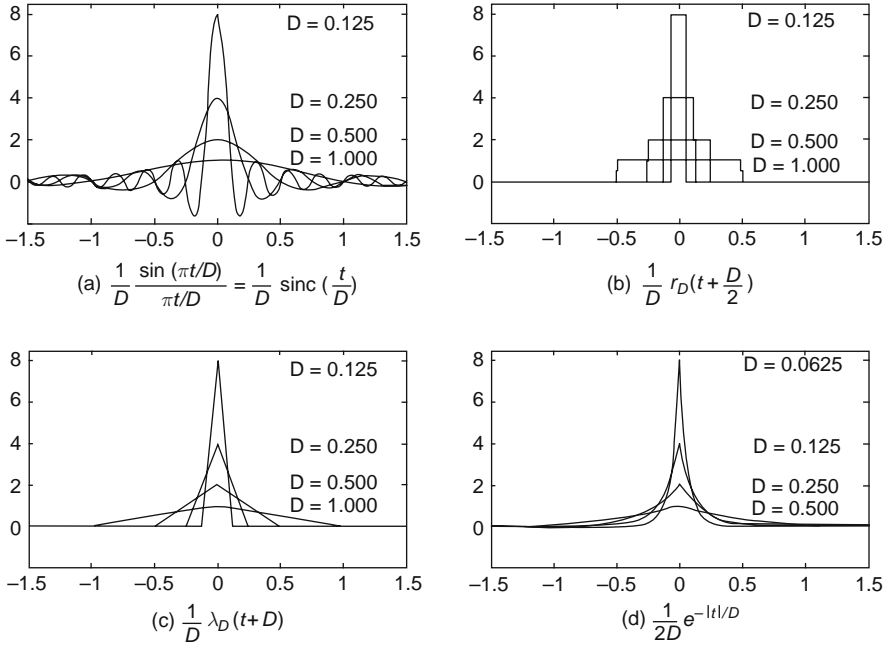 8
6
4
2
0
D = 0.125
D = 0.250
D = 0.500
D = 1.000
−1.5 −1 −0.5 0 0.5 1 1.5
(a) 1/D sin (πt/D)/πt/D = 1/D sinc (t/D)
8
6
4
2
0
D = 0.125
D = 0.250
D = 0.500
D = 1.000
−1.5 −1 −0.5 0 0.5 1 1.5
(b) 1/D r_D(t + D/2)
8
6
4
2
0
D = 0.125
D = 0.250
D = 0.500
D = 1.000
−1.5 −1 −0.5 0 0.5 1 1.5
(c) 1/D λ_D (t+D)
8
6
4
2
0
D = 0.0625
D = 0.125
D = 0.250
D = 0.500
−1.5 −1 −0.5 0 0.5 1 1.5
(d) 1/2D e^−|t|/D